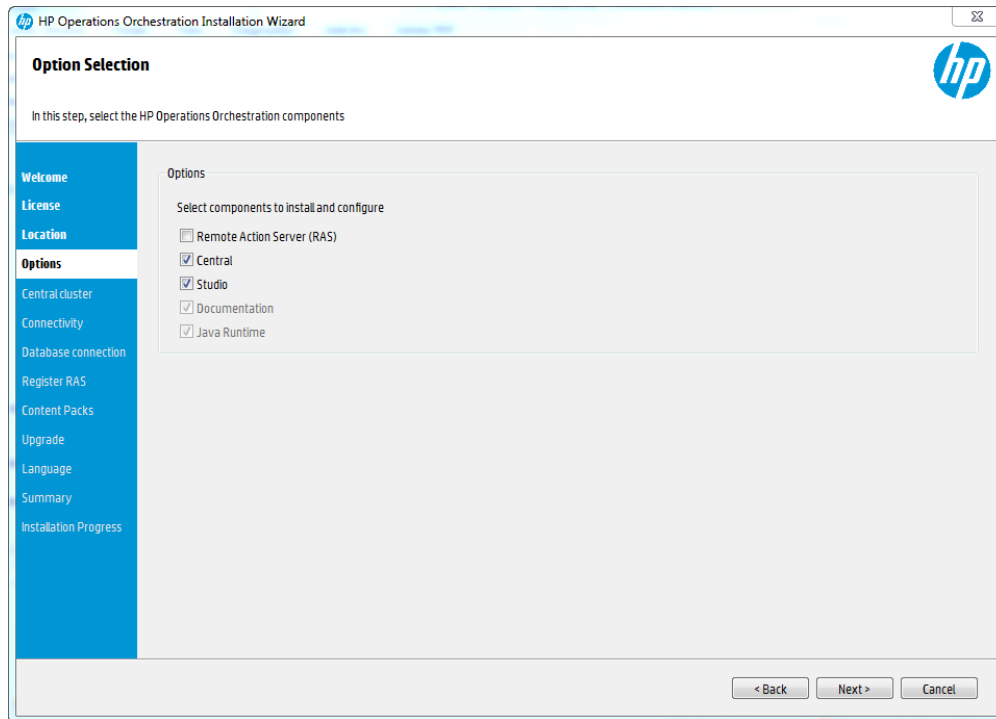 HP Operations Orchestration Installation Wizard
Option Selection
hp
In this step, select the HP Operations Orchestration components
Welcome
License
Location
Options
Central cluster
Connectivity
Database connection
Register RAS
Content Packs
Upgrade
Language
Summary
Installation Progress
Options
Select components to install and configure
Remote Action Server (RAS)
Central
Studio
Documentation
Java Runtime
< Back
Next >
Cancel